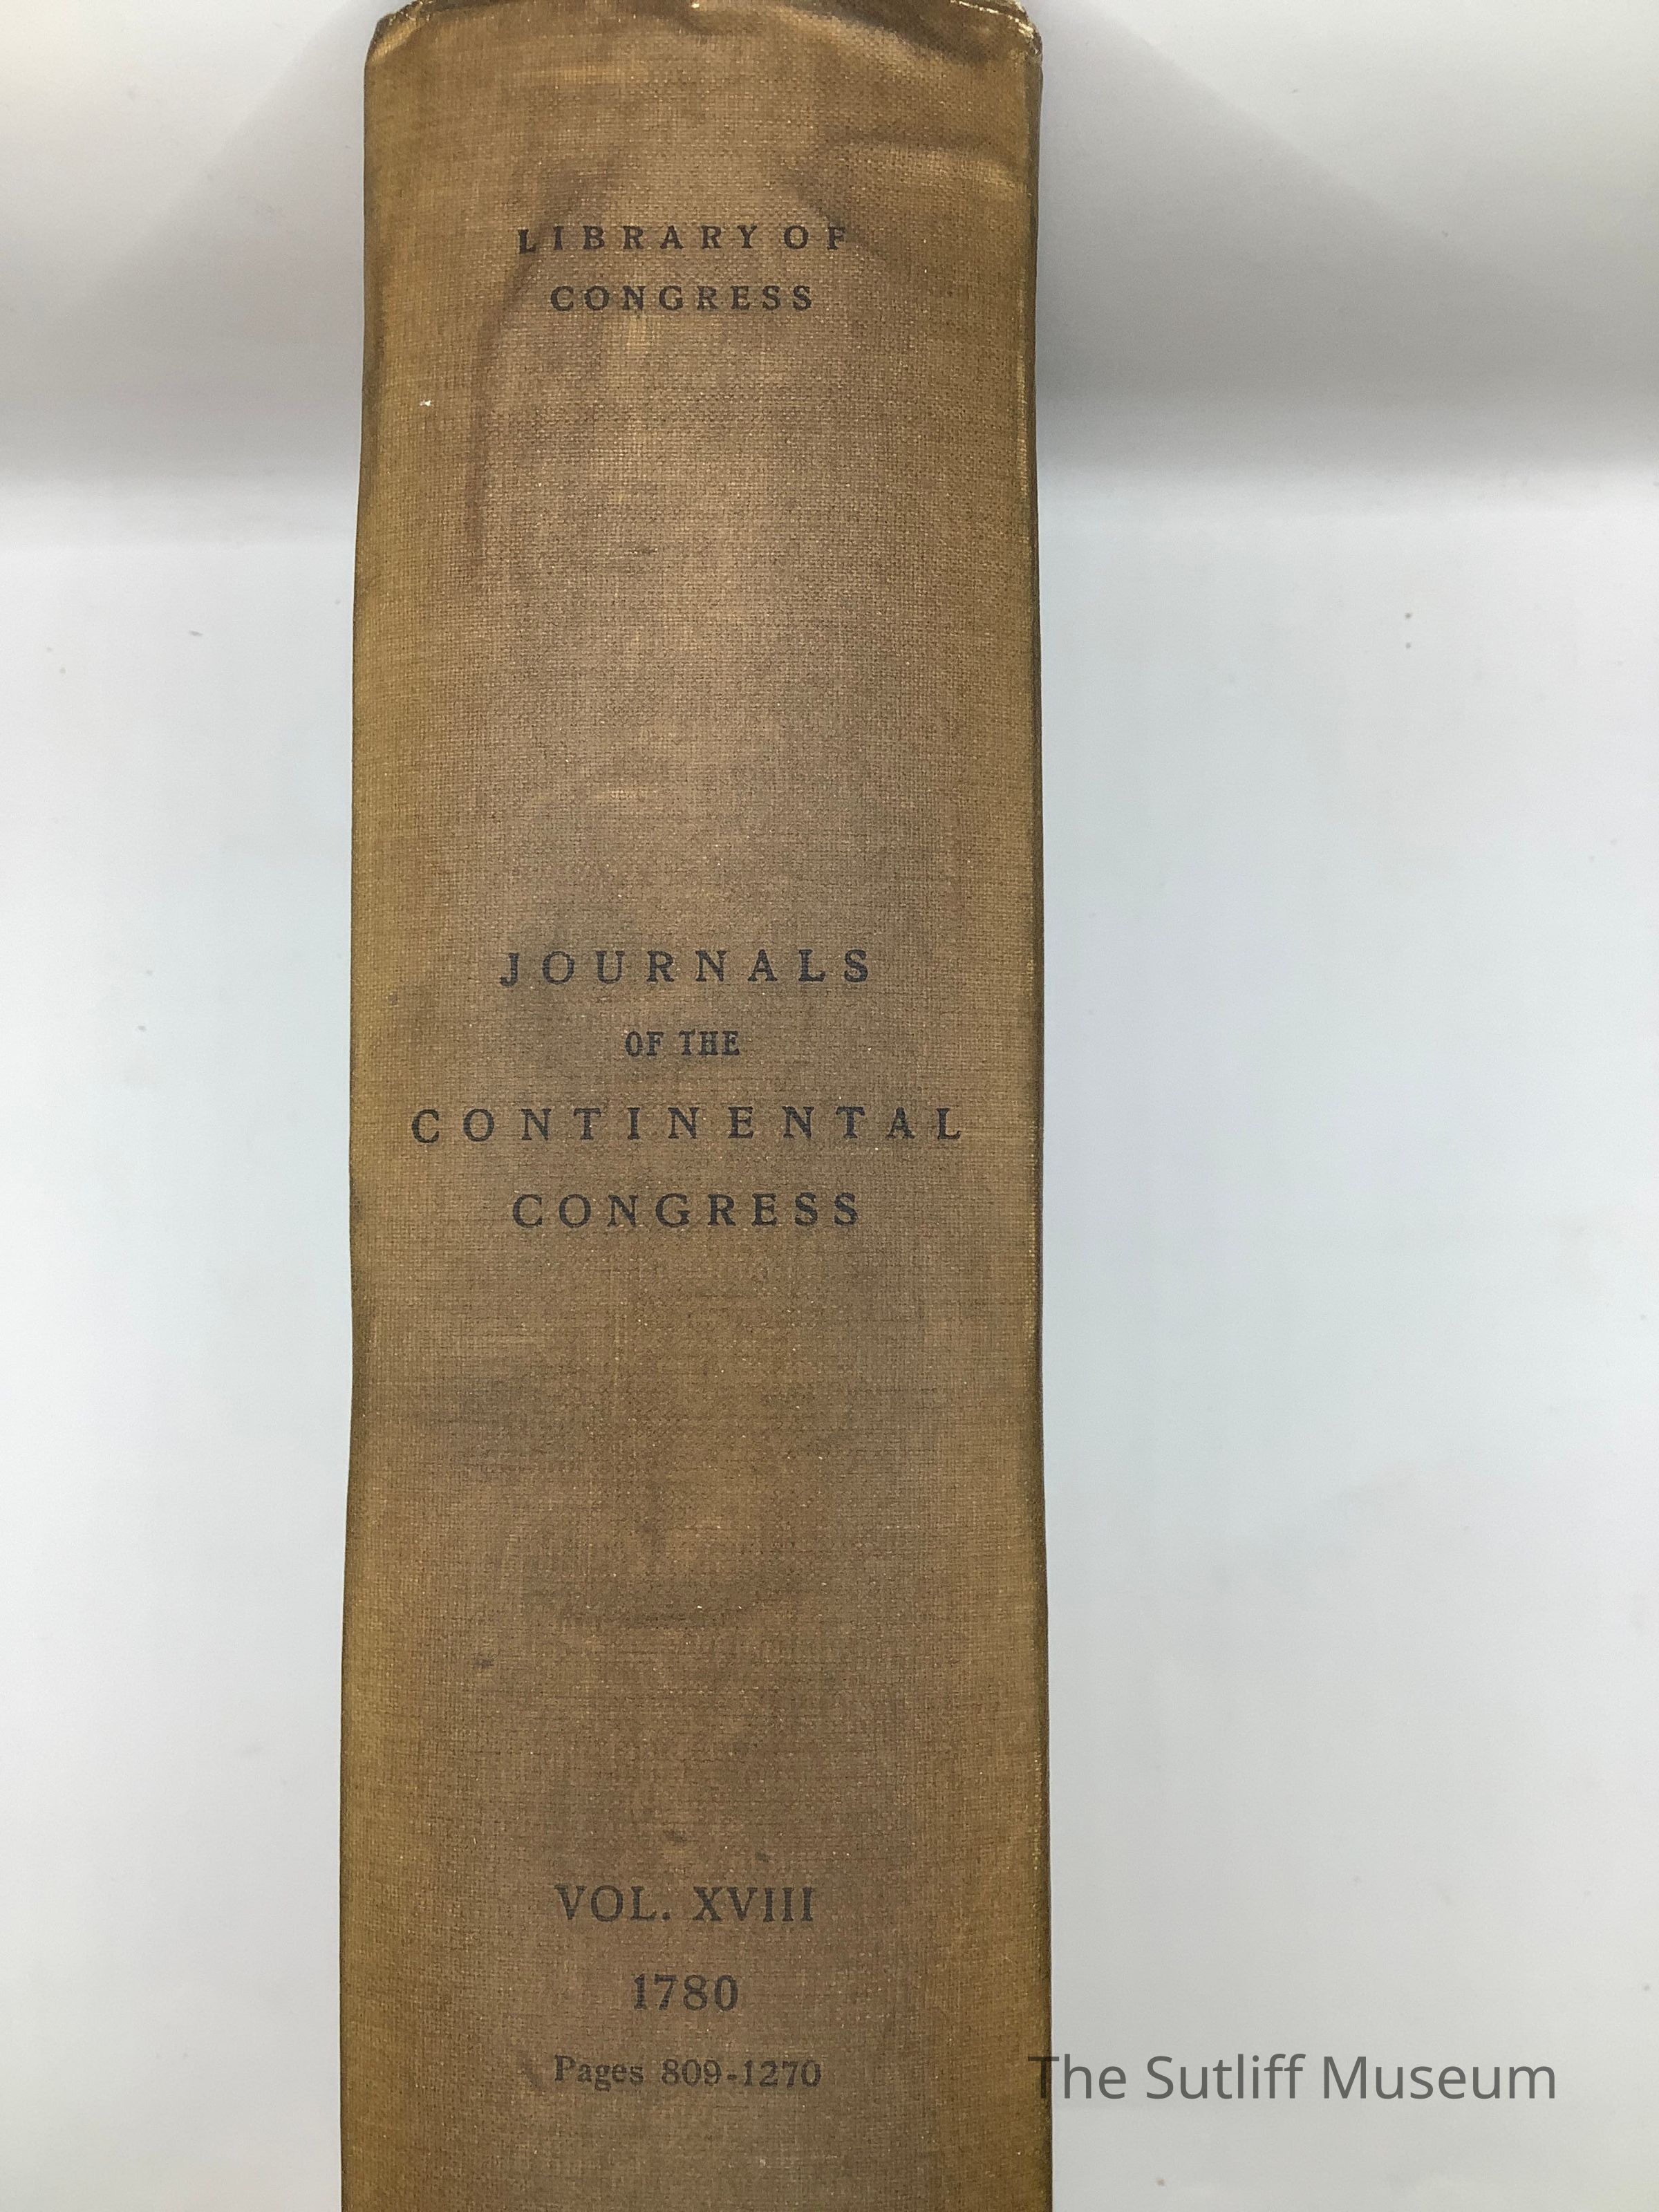 LIBRARY OF
CONGRESS
JOURNALS
OF THE
CONTINENTAL
CONGRESS
VOL. XVIII
1780
Pages 809-1270
The Sutliff Museum